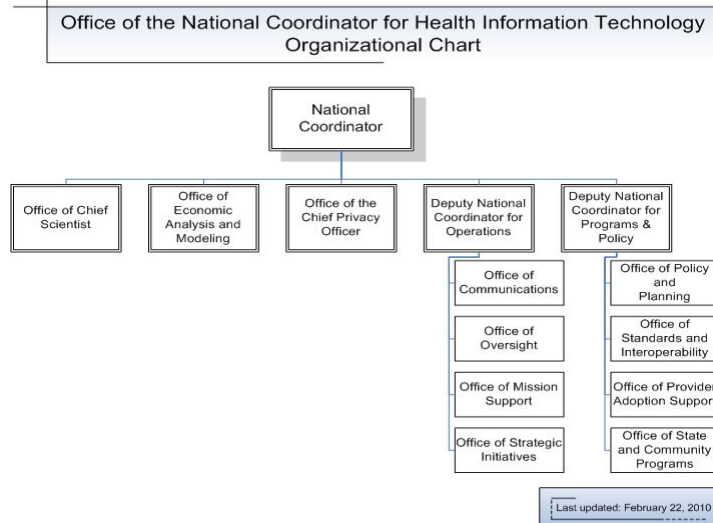 Office of the National Coordinator for Health Information Technology
Organizational Chart
National
Coordinator
Office of Chief
Scientist
Office of
Economic
Analysis and
Modeling
Office of the
Chief Privacy
Officer
Deputy National
Coordinator for
Operations
Deputy National
Coordinator for
Programs &
Policy
Office of
Communications
Office of
Oversight
Office of Mission
Support
Office of Strategic
Initiatives
Office of Policy
and
Planning
Office of
Standards and
Interoperability
Office of Provider
Adoption Support
Office of State
and Community
Programs
Last updated: February 22, 2010